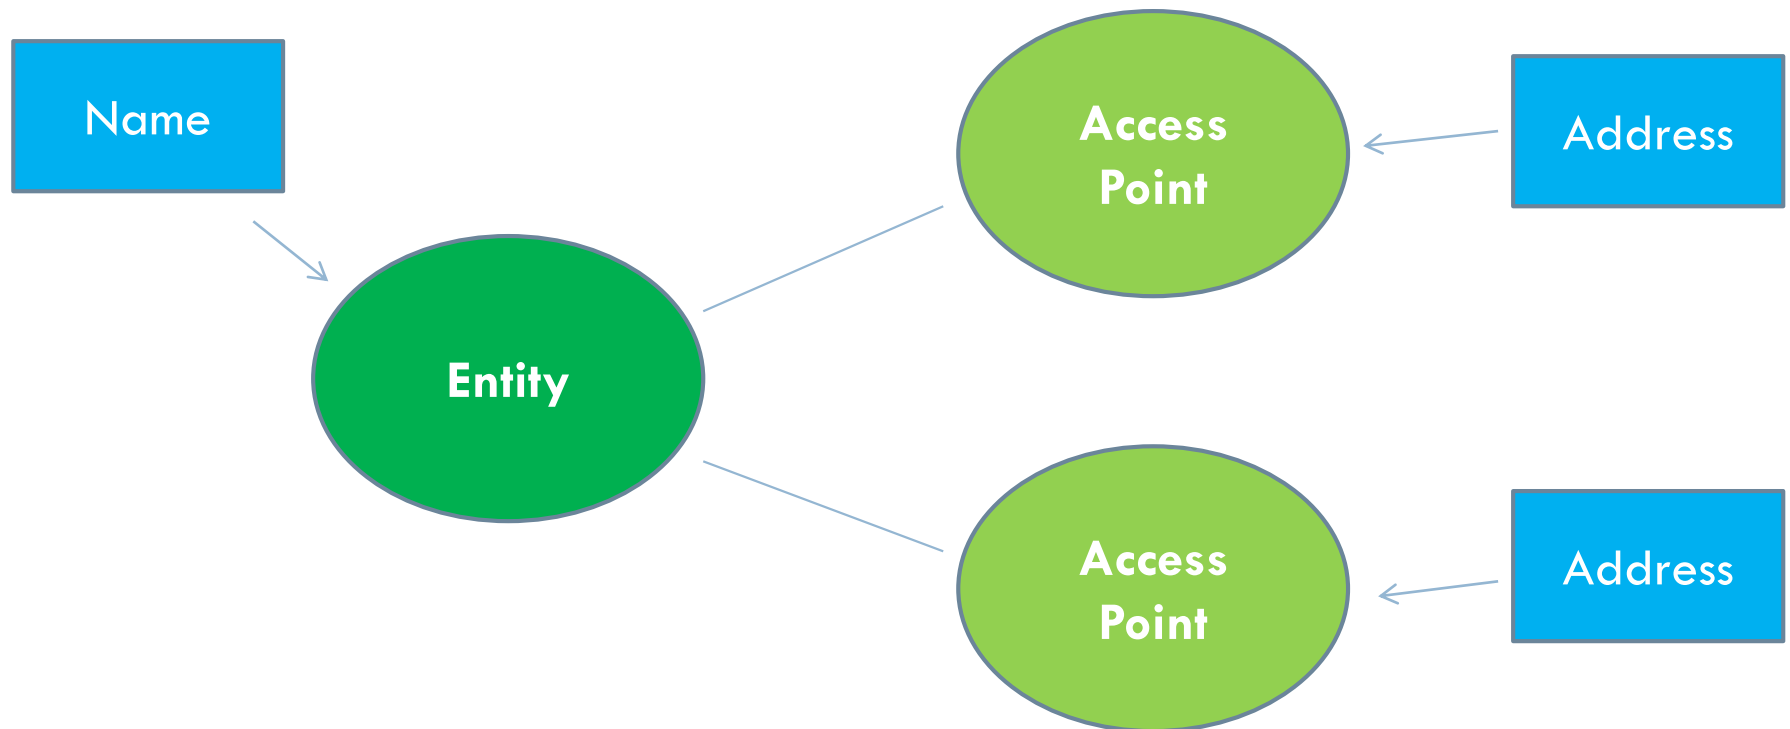 Name
Access
Point
Address
Entity
Access
Point
Address